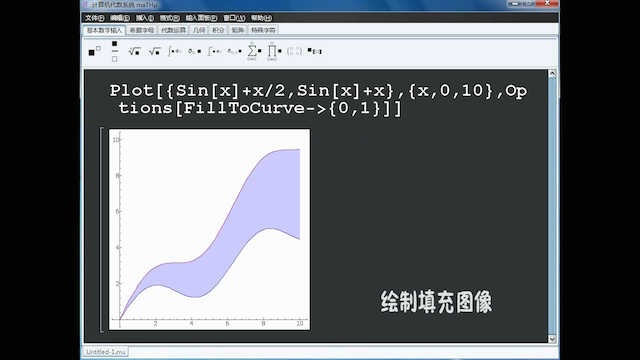 计算机代数系统 maTHμ
文件(F) 编辑(E) 插入(I) 格式(R) 输入面板(P) 窗口(V) 帮助(H)
基本数学输入 希腊字母 代数运算 几何 积分 矩阵 特殊字符
Plot[{Sin[x]+x/2,Sin[x]+x},{x,0,10},Op
tions[FillToCurve->{0,1}]]
10
8
6
4
2
2 4 6 8 10
绘制填充图像
Untitled-1.mu